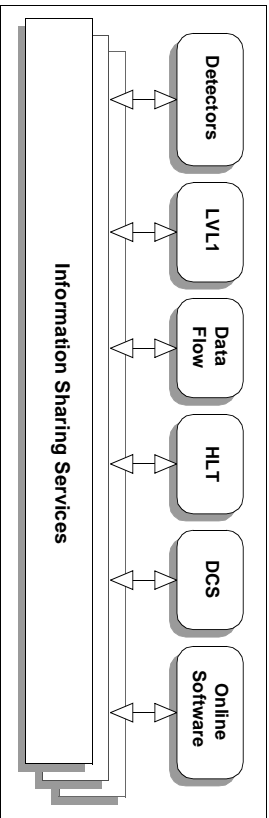 Detectors
LVL1
Data
Flow
HLT
DCS
Online
Software
Information Sharing Services